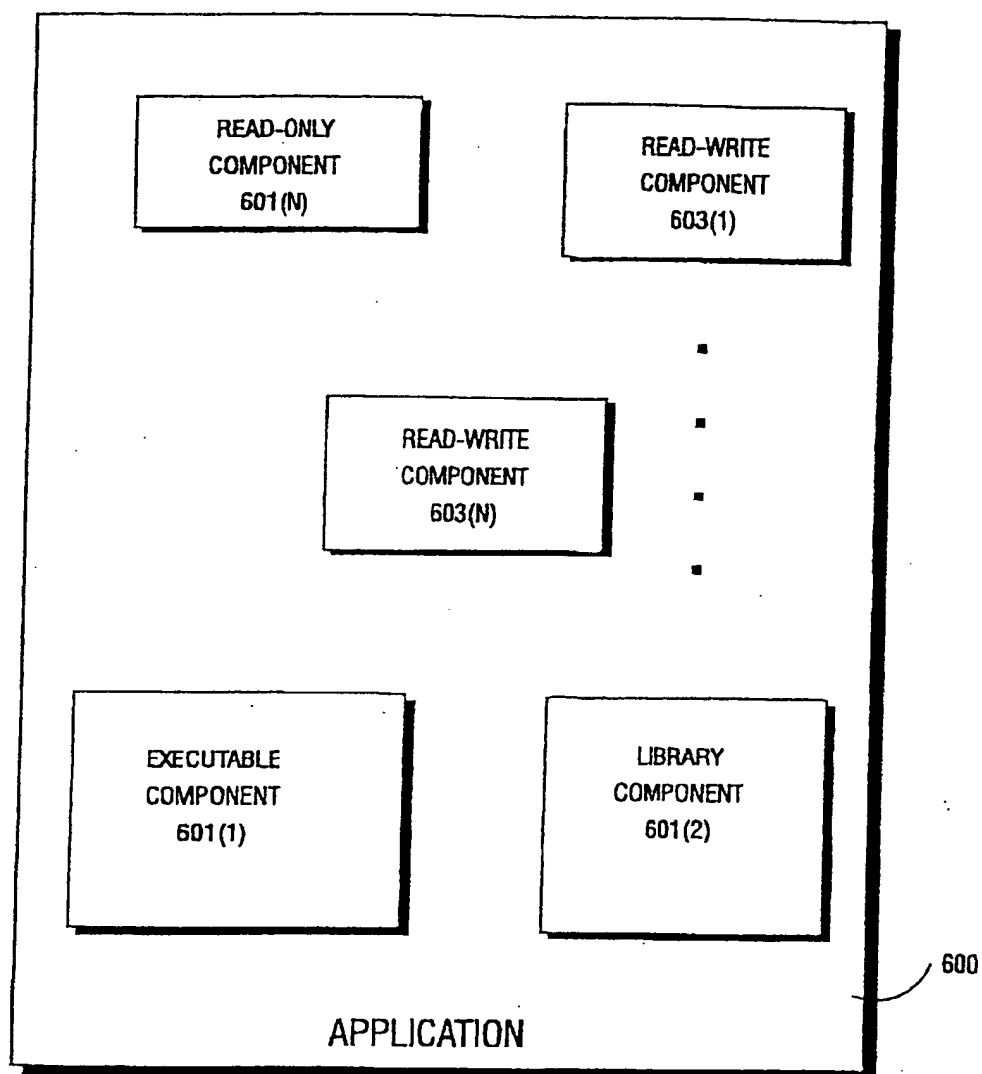 READ-ONLY
COMPONENT
601(N)
READ-WRITE
COMPONENT
603(1)
READ-WRITE
COMPONENT
603(N)
EXECUTABLE
COMPONENT
601(1)
LIBRARY
COMPONENT
601(2)
600
APPLICATION